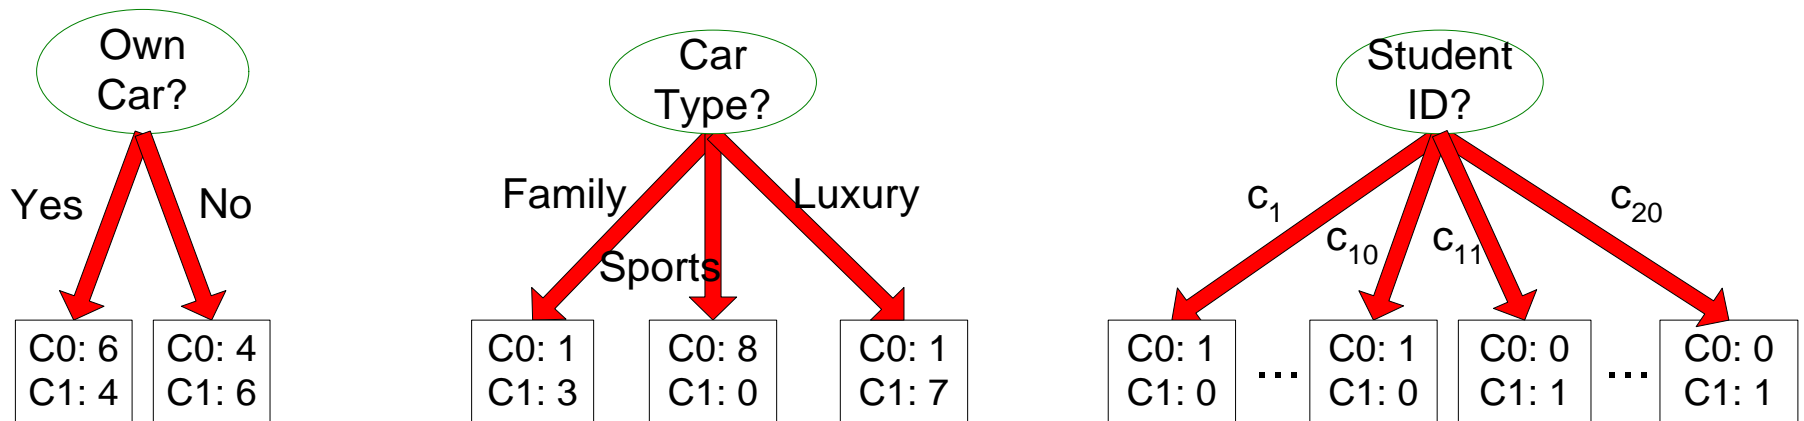 Own
Car?
Yes
No
C0: 6
C1: 4
C0: 4
C1: 6
Car
Type?
Family
Sports
Luxury
C0: 1
C1: 3
C0: 8
C1: 0
C0: 1
C1: 7
Student
ID?
c1
c10
c11
c20
C0: 1
C1: 0
...
C0: 1
C1: 0
C0: 0
C1: 1
...
C0: 0
C1: 1